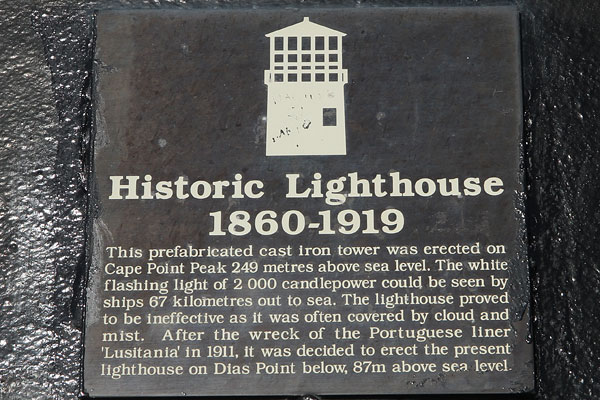 Historic Lighthouse
1860-1919
This prefabricated cast iron tower was erected on
Cape Point Peak 249 metres above sea level. The white
flashing light of 2 000 candlepower could be seen by
ships 67 kilometres out to sea. The lighthouse proved
to be ineffective as it was often covered by cloud and
mist. After the wreck of the Portuguese liner
'Lusitania' in 1911, it was decided to erect the present
lighthouse on Dias Point below, 87m above sea level.